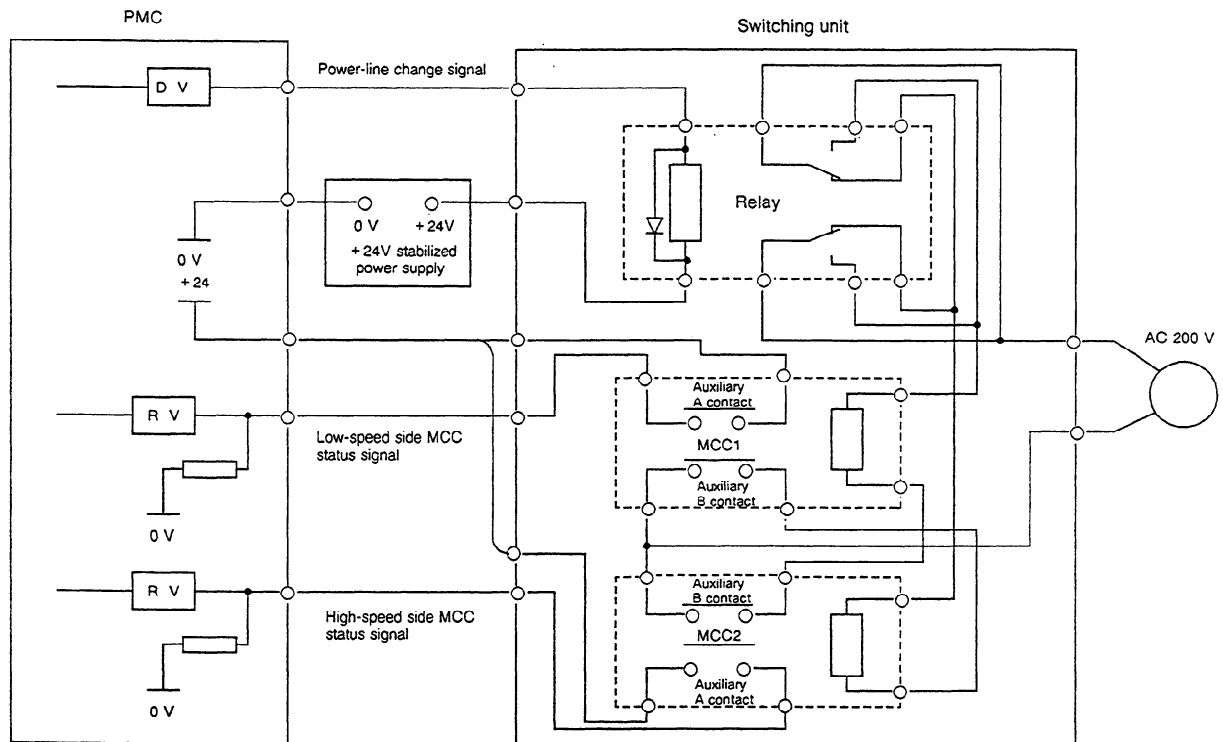 PMC
Switching unit
D V
Power-line change signal
Relay
0 V
+24V
+24V stabilized
power supply
0 V
+24
AC 200 V
R V
Low-speed side MCC
status signal
0 V
Auxiliary
A contact
MCC1
Auxiliary
B contact
R V
High-speed side MCC
status signal
0 V
Auxiliary
B contact
MCC2
Auxiliary
A contact